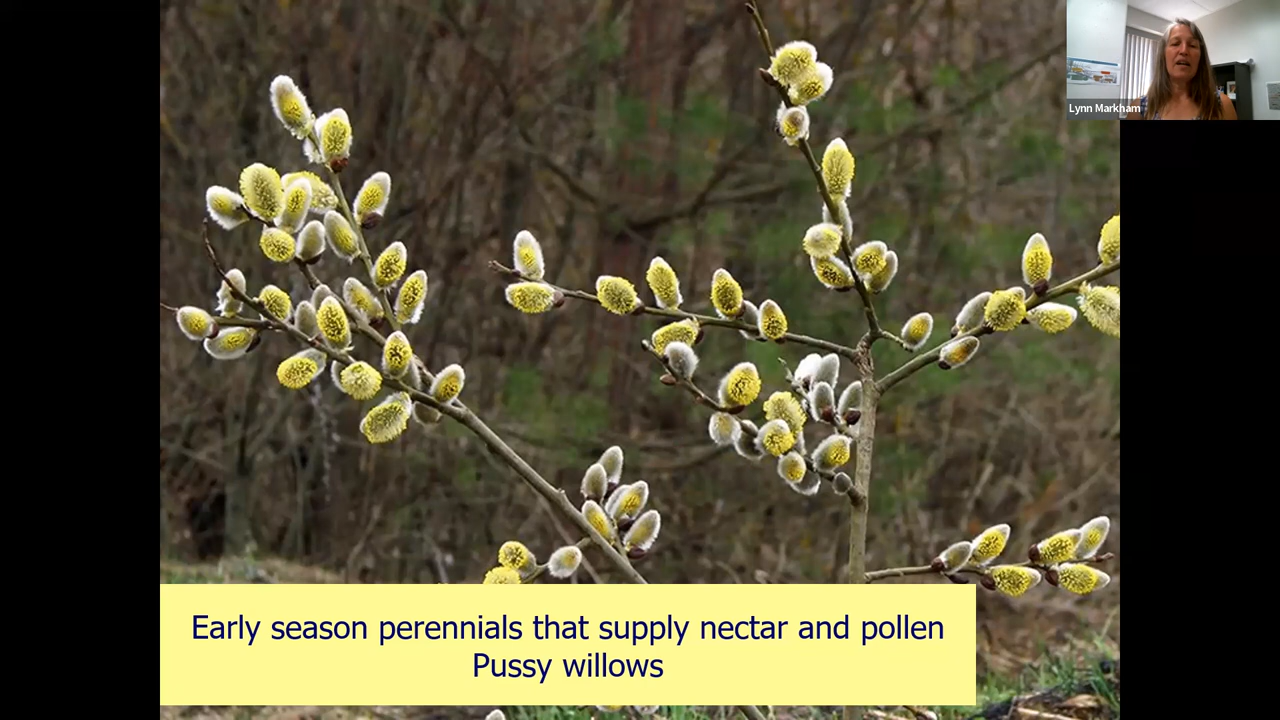 Lynn Markham
Early season perennials that supply nectar and pollen
Pussy willows